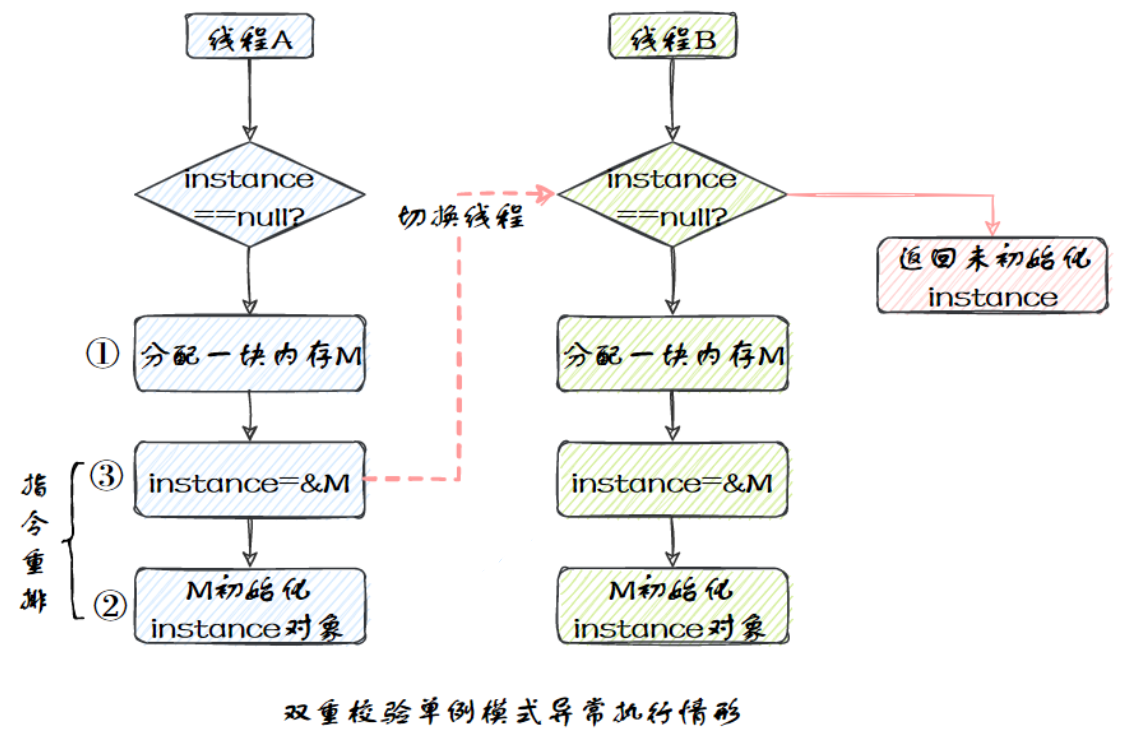 线程A
线程B
instance
==null?
instance
==null?
切换线程
返回未初始化
instance
①
分配一块内存M
分配一块内存M
指令重排
③
instance=&M
instance=&M
②
M初始化
instance对象
M初始化
instance对象
双重校验单例模式异常执行情形